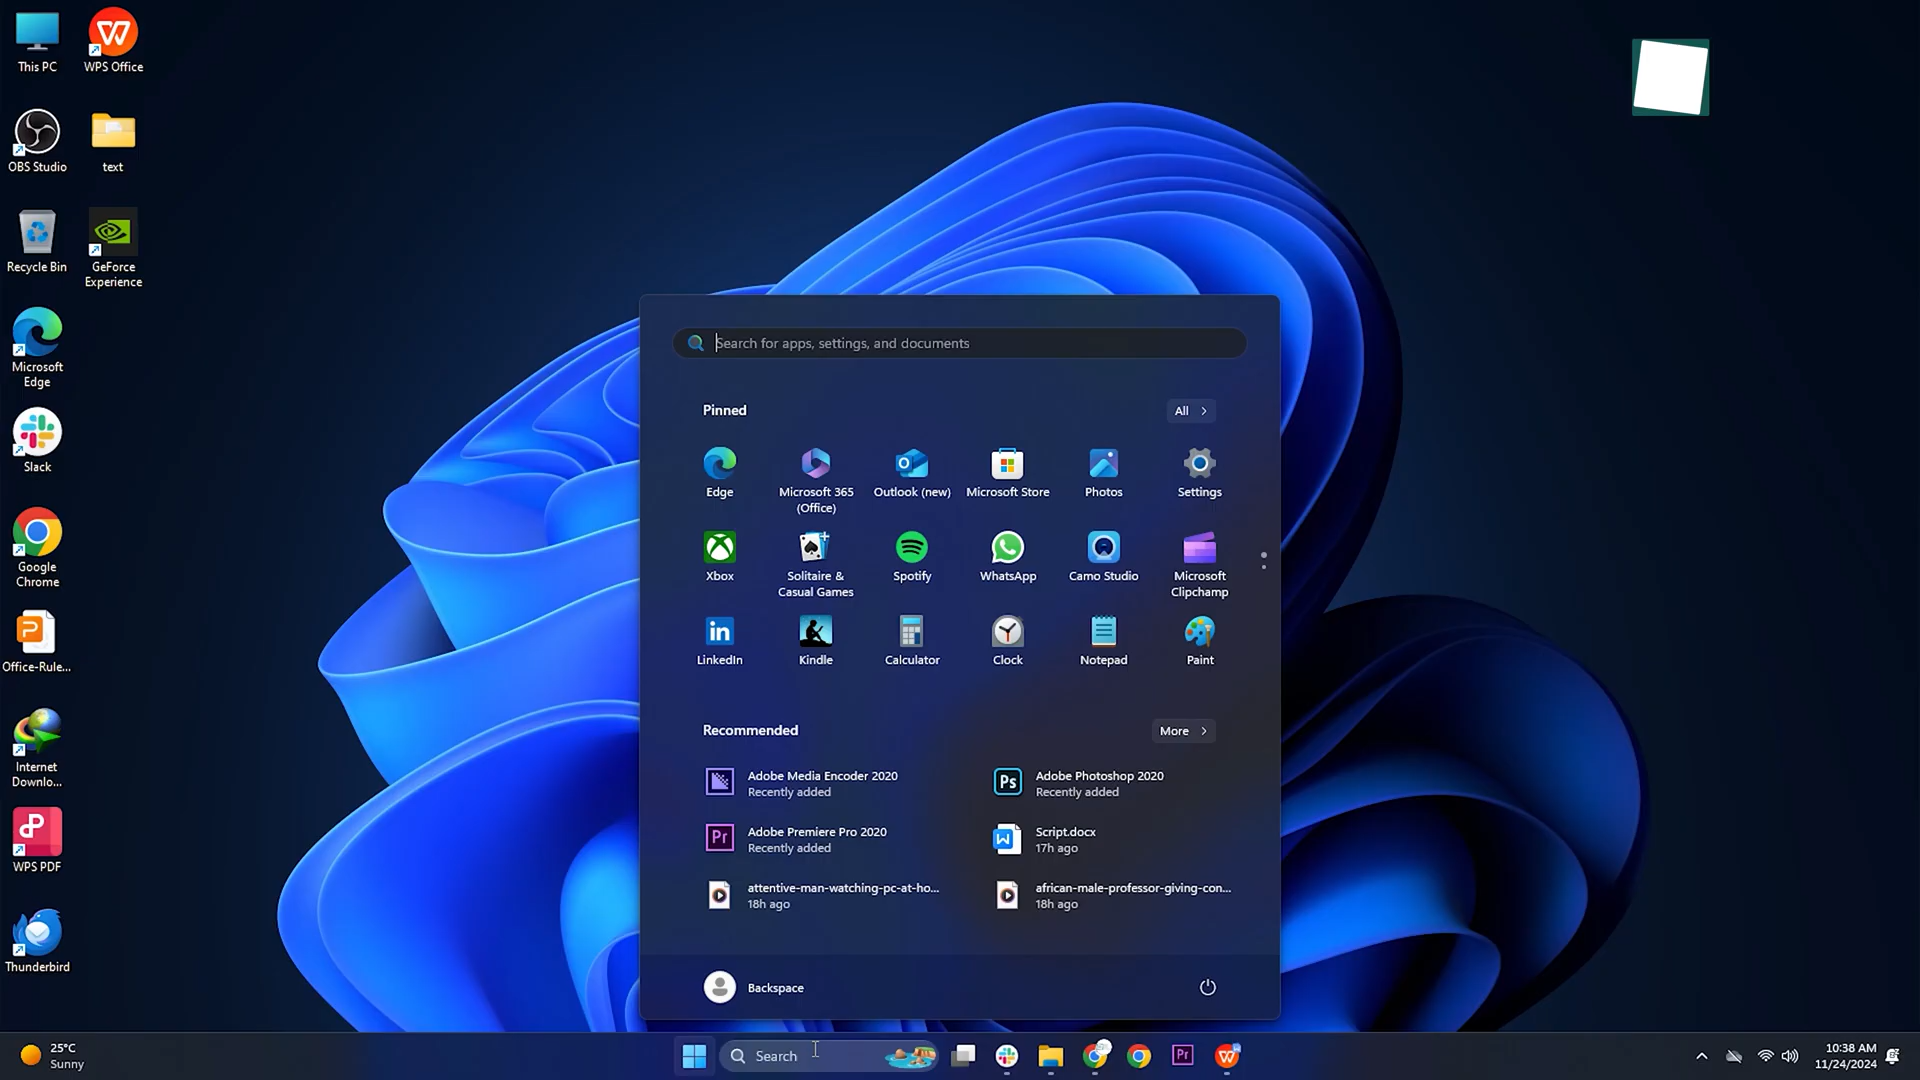 This PC
WPS Office
OBS Studio
text
Recycle Bin
GeForce
Experience
Microsoft
Edge
Slack
Google
Chrome
Office-Rule...
Internet
Downlo...
WPS PDF
Thunderbird
Search for apps, settings, and documents
Pinned
All
Edge
Microsoft 365
(Office)
Outlook (new)
Microsoft Store
Photos
Settings
Xbox
Solitaire &
Casual Games
Spotify
WhatsApp
Camo Studio
Microsoft
Clipchamp
LinkedIn
Kindle
Calculator
Clock
Notepad
Paint
Recommended
More
Adobe Media Encoder 2020
Recently added
Ps
Adobe Photoshop 2020
Recently added
Pr
Adobe Premiere Pro 2020
Recently added
Script.docx
17h ago
attentive-man-watching-pc-at-ho...
18h ago
african-male-professor-giving-con...
18h ago
Backspace
25°C
Sunny
Search
Pr
10:38 AM
11/24/2024